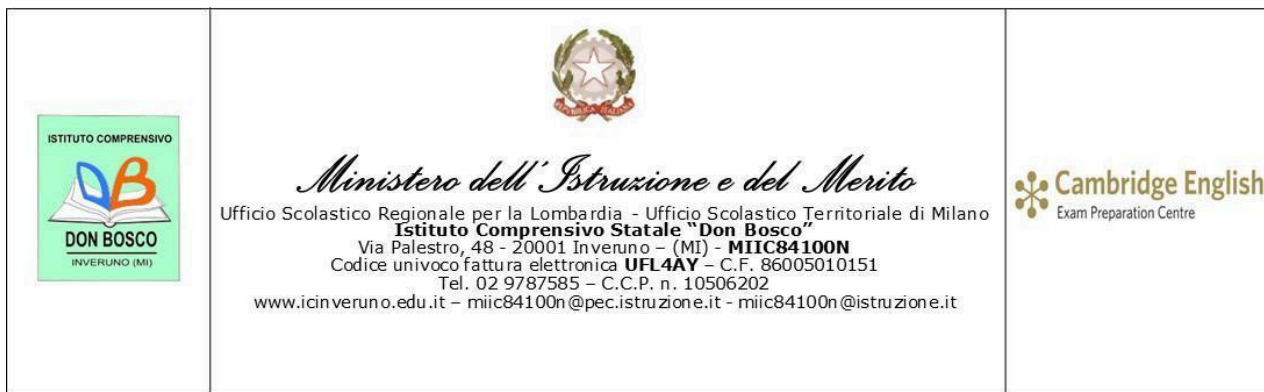 ISTITUTO COMPRENSIVO
DB
DON BOSCO
INVERUNO (MI)
REPVBBLICA ITALIANA
Ministero dell'Istruzione e del Merito
Ufficio Scolastico Regionale per la Lombardia - Ufficio Scolastico Territoriale di Milano
Istituto Comprensivo Statale “Don Bosco”
Via Palestro, 48 - 20001 Inveruno – (MI) - MIIC84100N
Codice univoco fattura elettronica UFL4AY – C.F. 86005010151
Tel. 02 9787585 – C.C.P. n. 10506202
www.icinveruno.edu.it – miic84100n@pec.istruzione.it - miic84100n@istruzione.it
Cambridge English
Exam Preparation Centre